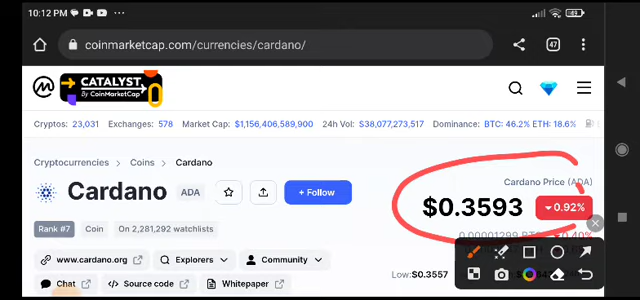 10:12 PM
coinmarketcap.com/currencies/cardano/
47
CATALYST
By CoinMarketCap
Cryptos: 23,031 Exchanges: 578 Market Cap: $1,156,406,589,900 24h Vol: $38,077,273,517 Dominance: BTC: 46.2% ETH: 18.6%
Cryptocurrencies > Coins > Cardano
Cardano Price (ADA)
Cardano ADA + Follow
$0.3593 0.92%
Rank #7 Coin On 2,281,292 watchlists
0.40%
www.cardano.org Explorers Community
Low: $0.3557
Chat Source code Whitepaper